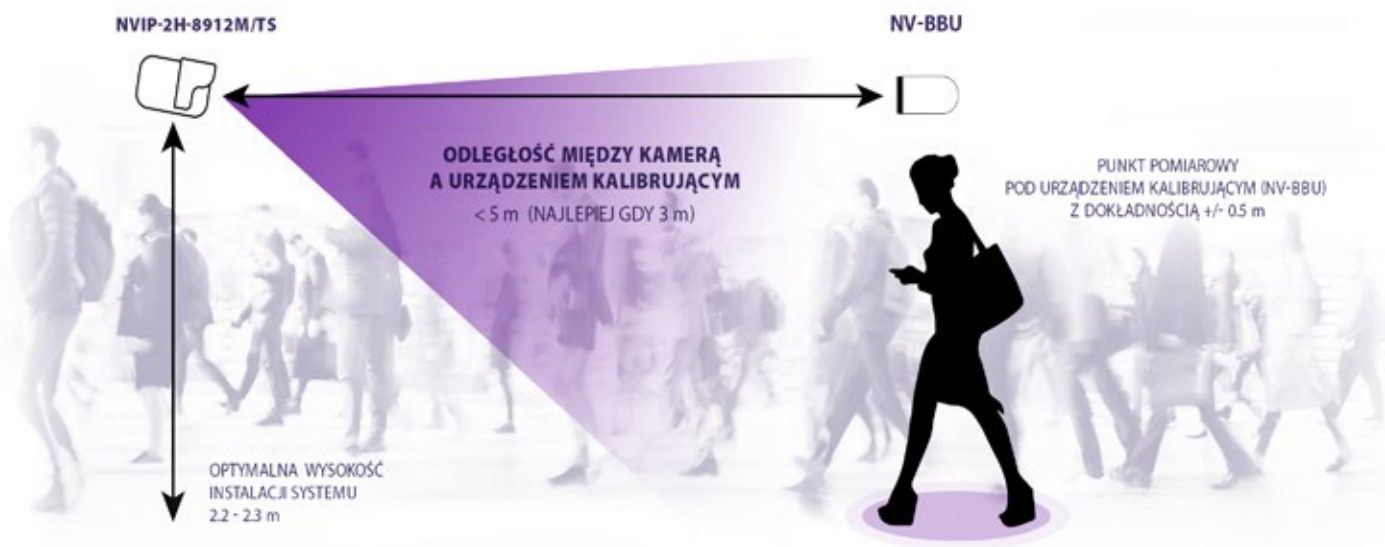 NVIP-2H-8912M/TS
NV-BBU
ODLEGŁOŚĆ MIĘDZY KAMERĄ
A URZĄDZENIEM KALIBRUJĄCYM
< 5 m (NAJLEPIEJ GDY 3 m)
PUNKT POMIAROWY
POD URZĄDZENIEM KALIBRUJĄCYM (NV-BBU)
Z DOKŁADNOŚCIĄ +/- 0.5 m
OPTYMALNA WYSOKOŚĆ
INSTALACJI SYSTEMU
2.2 - 2.3 m